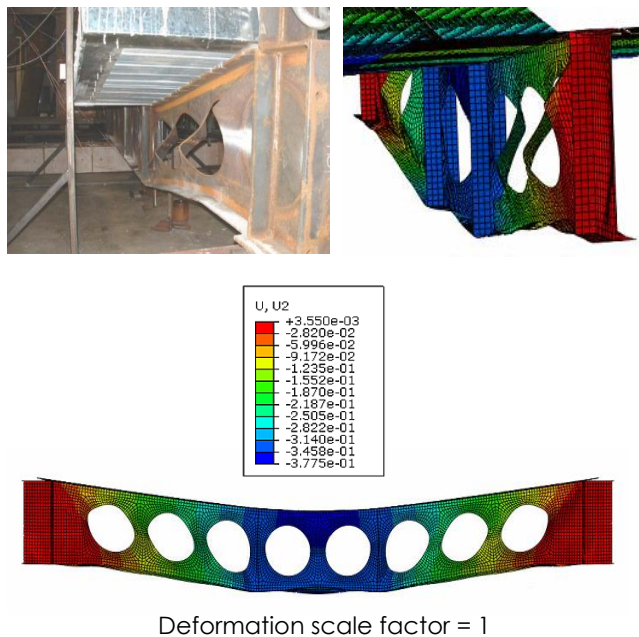 U, U2
+3.550e-03
-2.820e-02
-5.996e-02
-9.172e-02
-1.235e-01
-1.552e-01
-1.870e-01
-2.187e-01
-2.505e-01
-2.822e-01
-3.140e-01
-3.458e-01
-3.775e-01
Deformation scale factor = 1